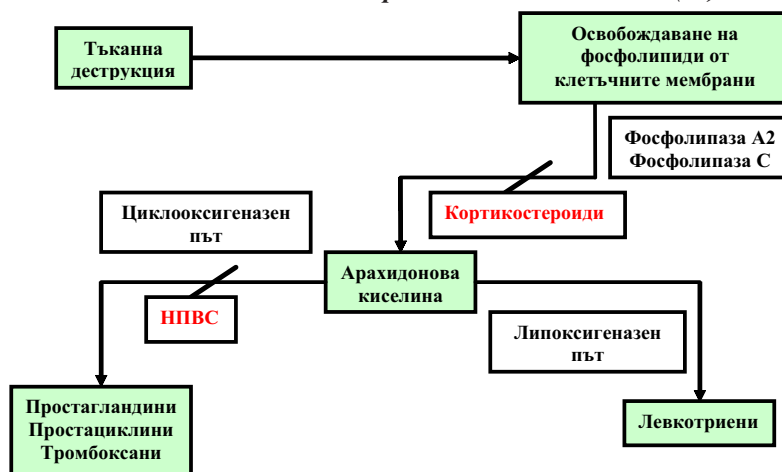 Тъканна
деструкция
Освобождаване на
фосфолипиди от
клетъчните мембрани
Фосфолипаза А2
Фосфолипаза С
Кортикостероиди
Циклооксигеназен
път
Арахидонова
киселина
НПВС
Липоксигеназен
път
Простагландини
Простациклини
Тромбоксани
Левкотриени